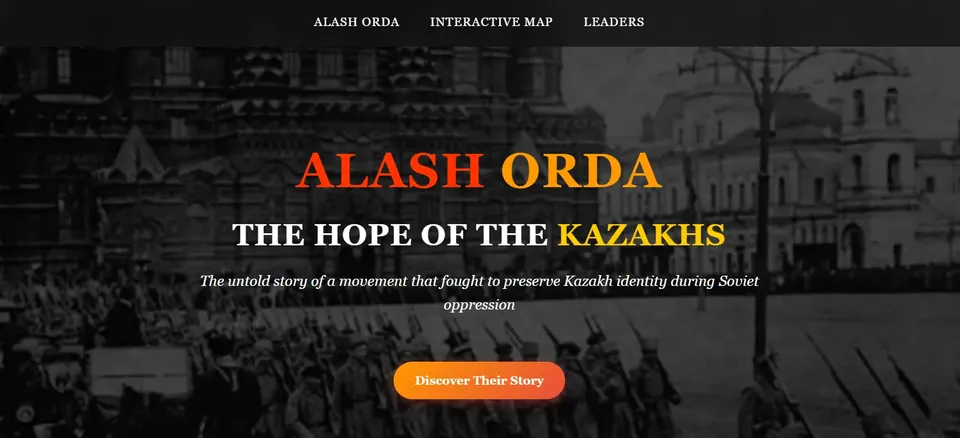 ALASH ORDA INTERACTIVE MAP LEADERS
ALASH ORDA
THE HOPE OF THE KAZAKHS
The untold story of a movement that fought to preserve Kazakh identity during Soviet
oppression
Discover Their Story